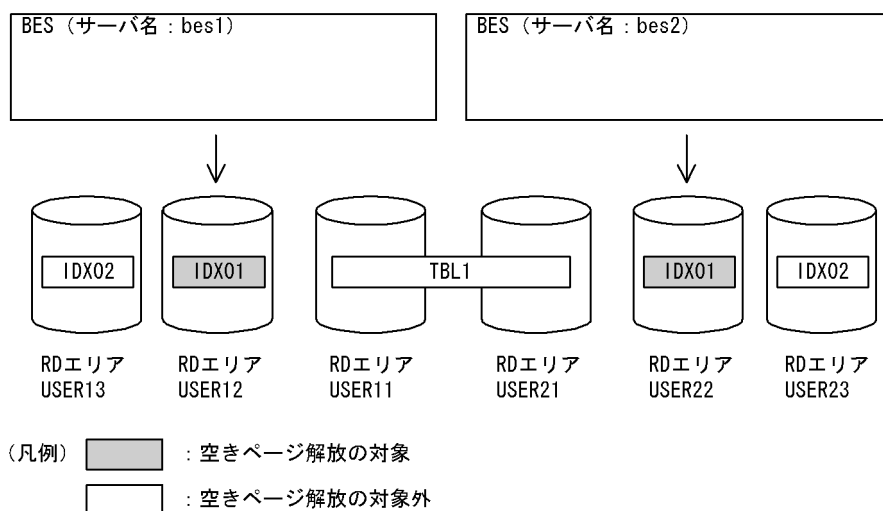 BES（サーバ名：bes1）
BES（サーバ名：bes2）
IDX02
IDX01
TBL1
IDX01
IDX02
RDエリア
USER13
RDエリア
USER12
RDエリア
USER11
RDエリア
USER21
RDエリア
USER22
RDエリア
USER23
（凡例）
：空きページ解放の対象
：空きページ解放の対象外